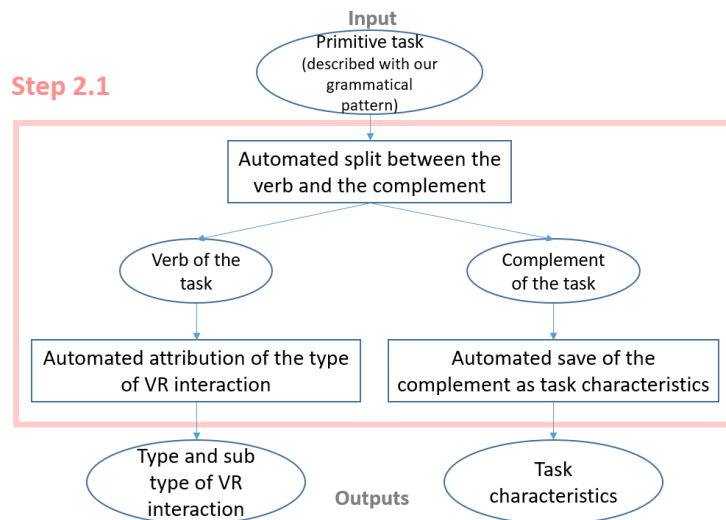 Input
Primitive task
(described with our
grammatical
pattern)
Step 2.1
Automated split between the
verb and the complement
Verb of the
task
Complement
of the task
Automated attribution of the type
of VR interaction
Automated save of the
complement as task characteristics
Type and sub
type of VR
interaction
Outputs
Task
characteristics